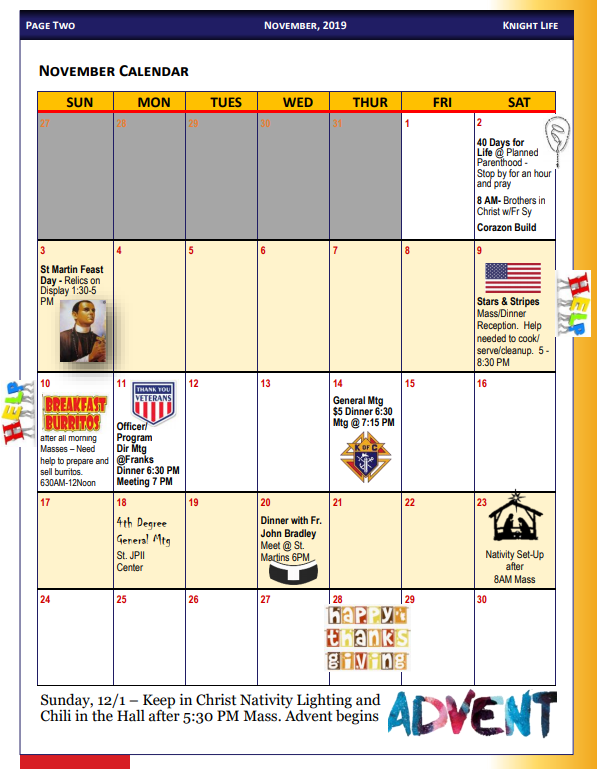 PAGE TWO NOVEMBER, 2019 KNIGHT LIFE
NOVEMBER CALENDAR
SUN MON TUES WED THUR FRI SAT
27 28 29 30 31 1 2
40 Days for
Life @ Planned
Parenthood -
Stop by for an hour
and pray
8 AM- Brothers in
Christ w/Fr Sy
Corazon Build
3 4 5 6 7 8 9
St Martin Feast
Day - Relics on
Display 1:30-5
PM
Stars & Stripes
Mass/Dinner
Reception. Help
needed to cook/
serve/cleanup. 5 -
8:30 PM
HELP
10 11 12 13 14 15 16
HELP
BREAKFAST
BURRITOS
after all morning
Masses – Need
help to prepare and
sell burritos.
630AM-12Noon
THANK YOU
VETERANS
Officer/
Program
Dir Mtg
@Franks
Dinner 6:30 PM
Meeting 7 PM
General Mtg
$5 Dinner 6:30
Mtg @ 7:15 PM
K OF C
17 18 19 20 21 22 23
4th Degree
General Mtg
St. JPII
Center
Dinner with Fr.
John Bradley
Meet @ St.
Martins 6PM
Nativity Set-Up
after
8AM Mass
24 25 26 27 28 29 30
happy
thanks
giving
Sunday, 12/1 – Keep in Christ Nativity Lighting and
Chili in the Hall after 5:30 PM Mass. Advent begins
ADVENT